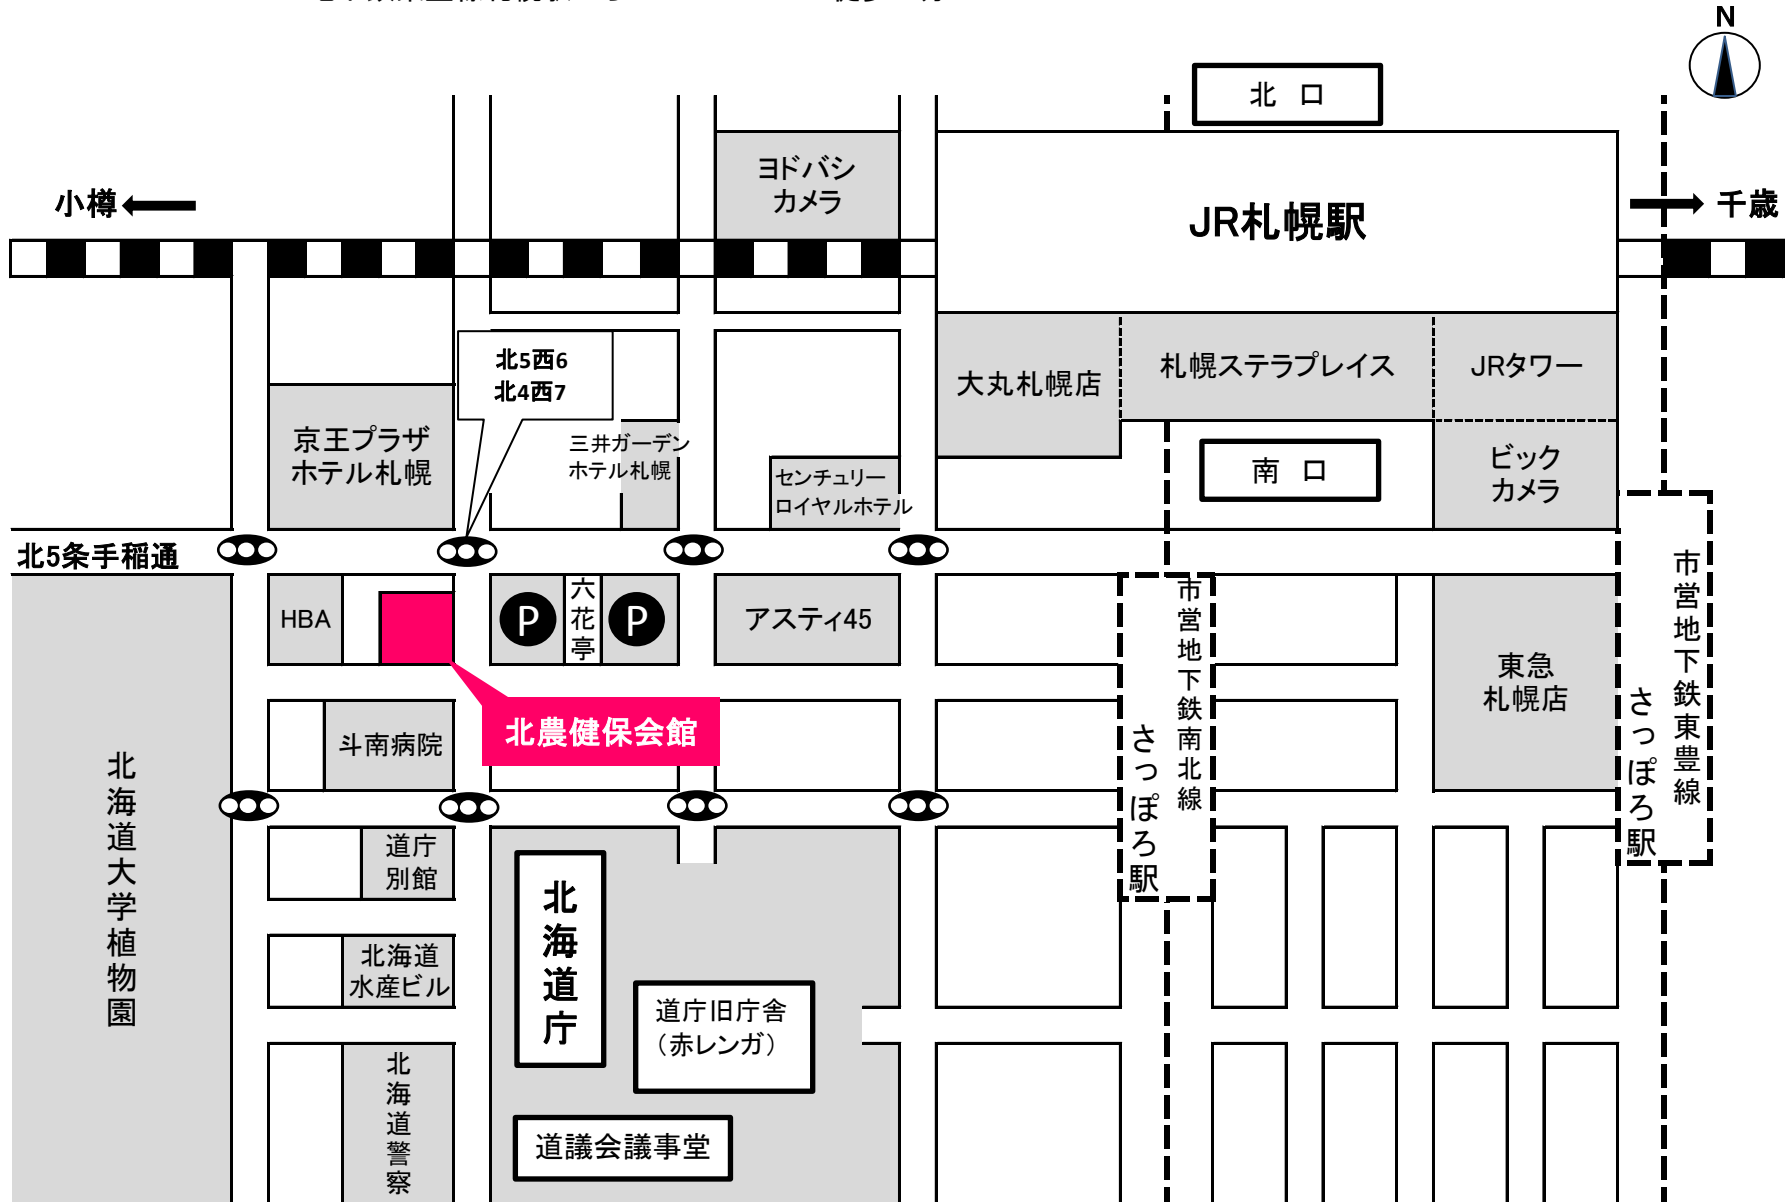 N
北 口
ヨドバシ
カメラ
小樽
JR札幌駅
千歳
北5西6
北4西7
大丸札幌店
札幌ステラプレイス
JRタワー
京王プラザ
ホテル札幌
三井ガーデン
ホテル札幌
センチュリー
ロイヤルホテル
南 口
ビック
カメラ
北5条手稲通
HBA
P
六花亭
P
アスティ45
市営地下鉄南北線
さっぽろ駅
東急
札幌店
市営地下鉄東豊線
さっぽろ駅
北農健保会館
斗南病院
北海道大学植物園
道庁
別館
北海道庁
北海道
水産ビル
道庁旧庁舎
（赤レンガ）
北海道警察
道議会議事堂